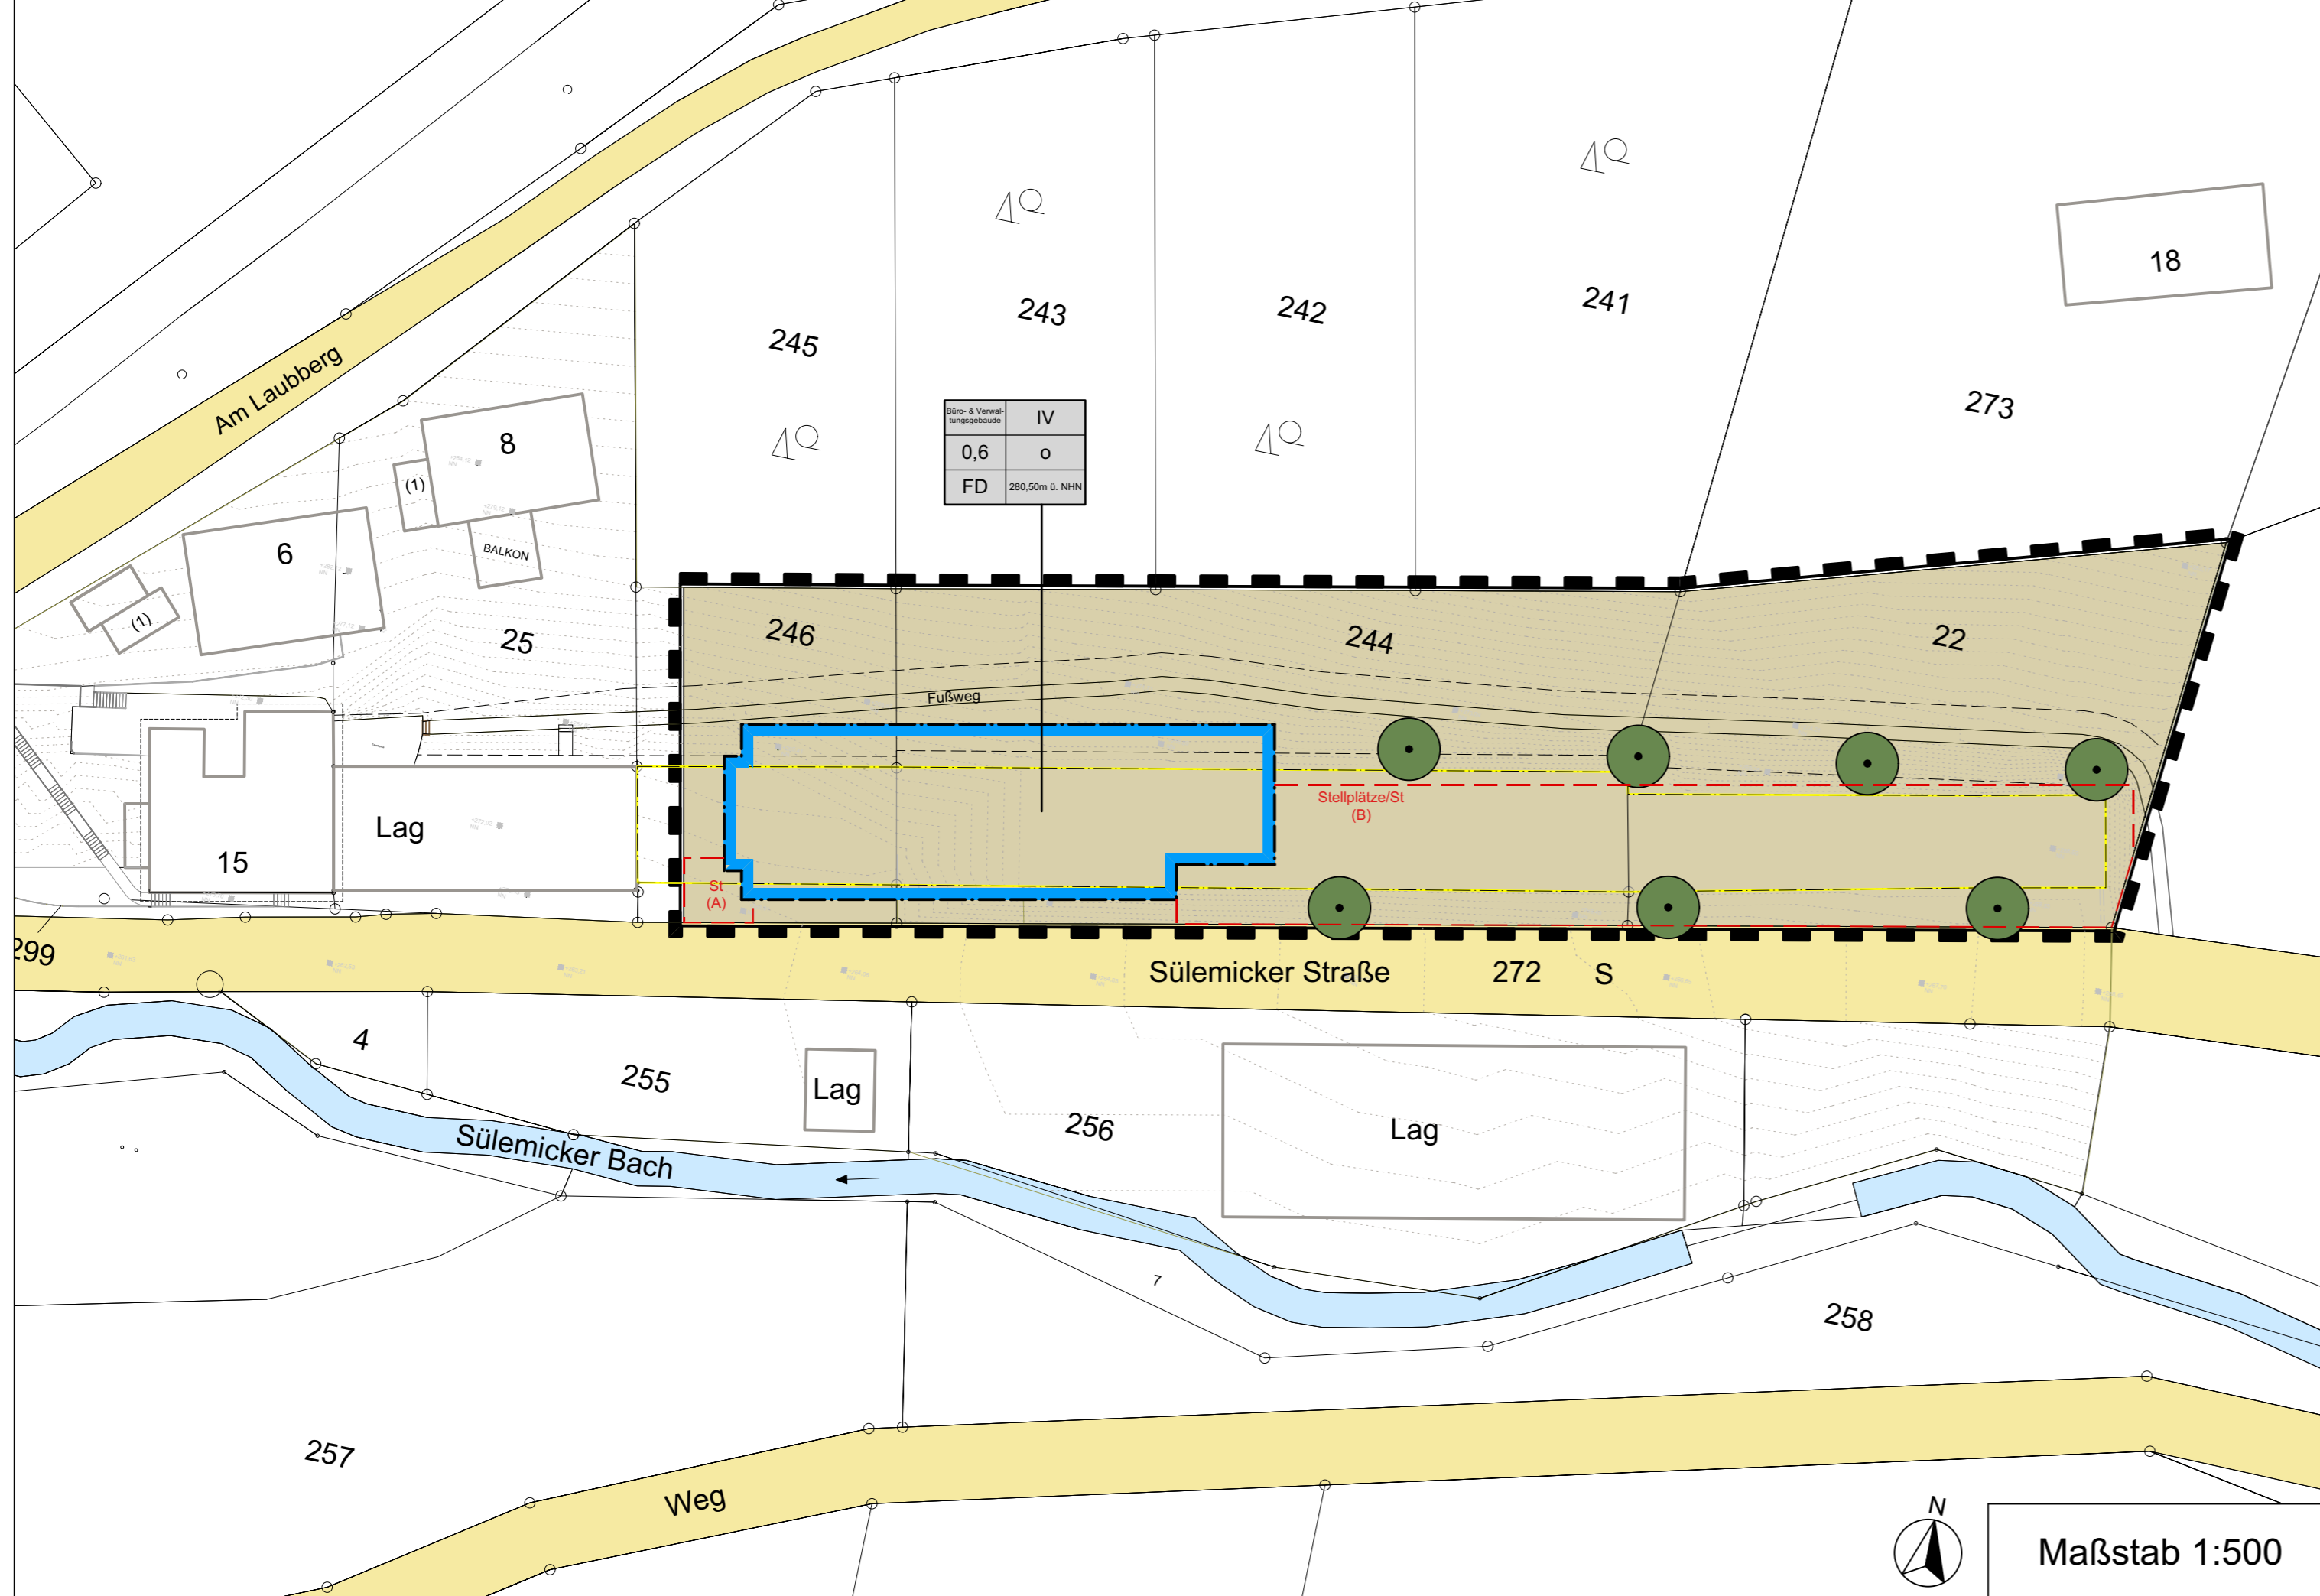 Am Laubberg
18
243
242
241
245
273
Büro- & Verwal-
tungsgebäude
IV
0,6
o
FD
280,50m ü. NHN
8
(1)
BALKON
6
(1)
25
246
244
22
Fußweg
Stellplätze/St
(B)
Lag
15
St
(A)
299
Sülemicker Straße
272
S
4
255
Lag
256
Lag
Sülemicker Bach
7
258
257
Weg
N
Maßstab 1:500